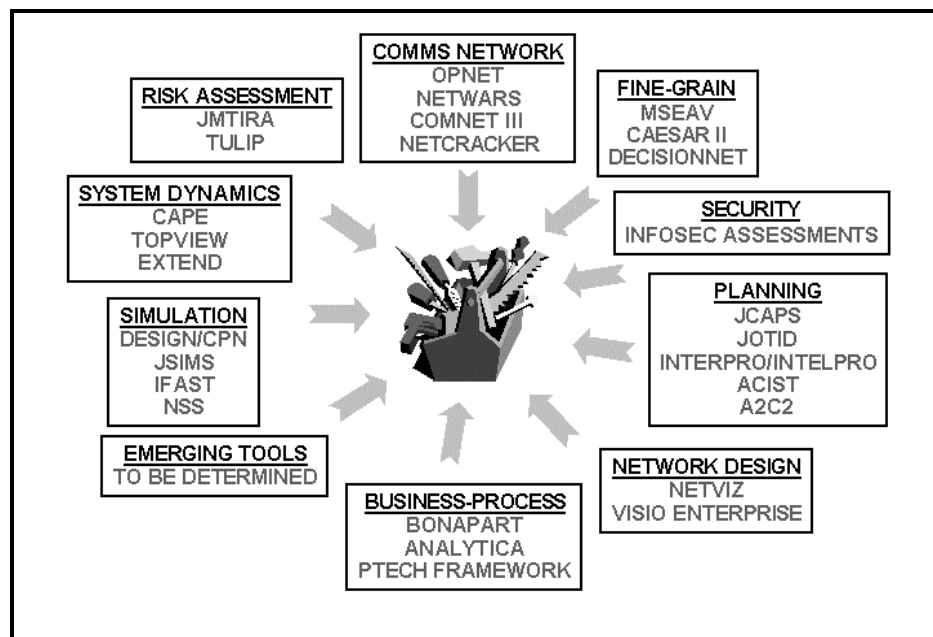 COMMS NETWORK
OPNET
NETWARS
COMNET III
NETCRACKER
RISK ASSESSMENT
JMTIRA
TULIP
FINE-GRAIN
MSEAV
CAESAR II
DECISIONNET
SYSTEM DYNAMICS
CAPE
TOPVIEW
EXTEND
SECURITY
INFOSEC ASSESSMENTS
SIMULATION
DESIGN/CPN
JSIMS
IFAST
NSS
PLANNING
JCAPS
JOTID
INTERPRO/INTELPRO
ACIST
A2C2
EMERGING TOOLS
TO BE DETERMINED
BUSINESS-PROCESS
BONAPART
ANALYTICA
PTECH FRAMEWORK
NETWORK DESIGN
NETVIZ
VISIO ENTERPRISE